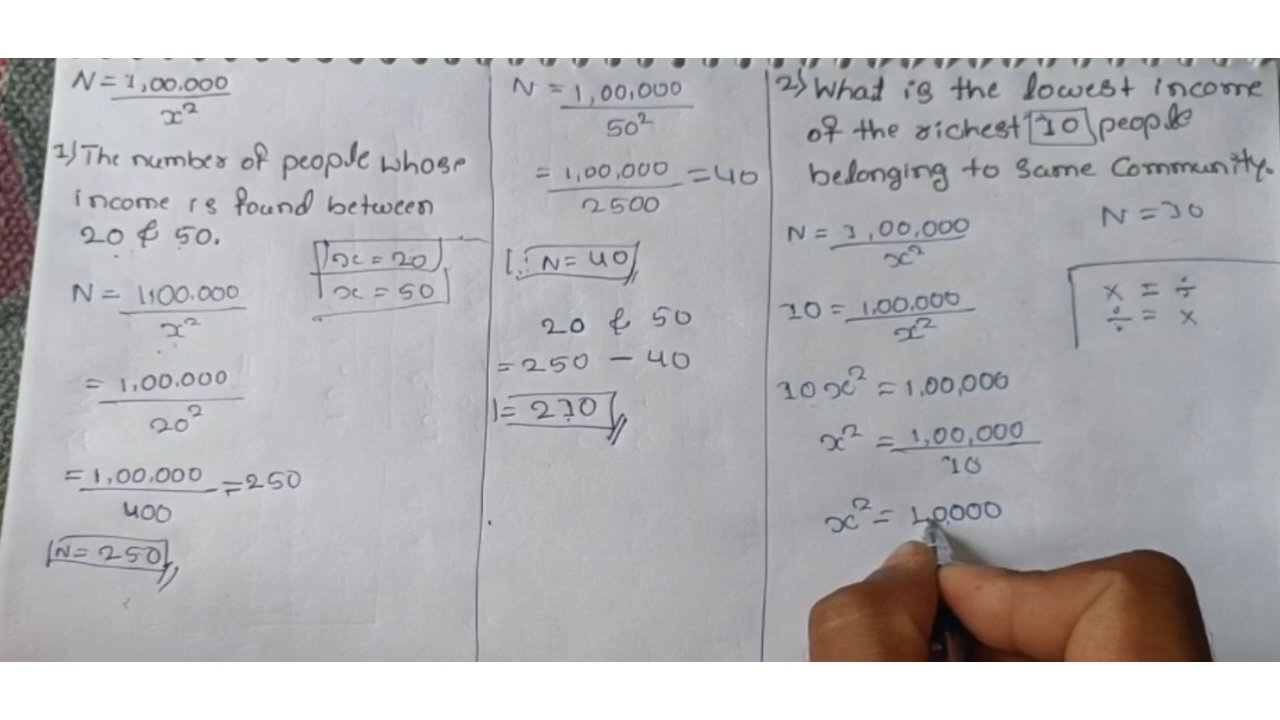 N = 1,00.000
x²
1) The number of people whose
income is found between
20 & 50.
x = 20
x = 50
N = 1,00.000
x²
= 1,00.000
20²
= 1,00.000 = 250
400
N = 250
N = 1,00,000
50²
= 1,00,000 = 40
2500
∴ N = 40
20 & 50
= 250 - 40
= 210
2) What is the lowest income
of the richest 10 people
belonging to same community.
N = 10
N = 1,00,000
x²
x = ÷
÷ = x
10 = 1,00,000
x²
10x² = 1,00,000
x² = 1,00,000
10
x² = 10,000